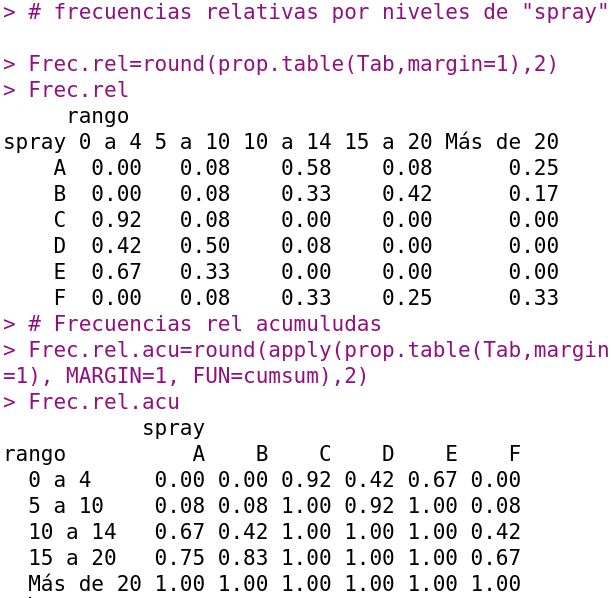 > # frecuencias relativas por niveles de "spray"
> Frec.rel=round(prop.table(Tab,margin=1),2)
> Frec.rel
     rango
spray 0 a 4 5 a 10 10 a 14 15 a 20 Más de 20
    A  0.00   0.08    0.58    0.08      0.25
    B  0.00   0.08    0.33    0.42      0.17
    C  0.92   0.08    0.00    0.00      0.00
    D  0.42   0.50    0.08    0.00      0.00
    E  0.67   0.33    0.00    0.00      0.00
    F  0.00   0.08    0.33    0.25      0.33
> # Frecuencias rel acumuludas
> Frec.rel.acu=round(apply(prop.table(Tab,margin
=1), MARGIN=1, FUN=cumsum),2)
> Frec.rel.acu
           spray
rango          A    B    C    D    E    F
  0 a 4     0.00 0.00 0.92 0.42 0.67 0.00
  5 a 10    0.08 0.08 1.00 0.92 1.00 0.08
  10 a 14   0.67 0.42 1.00 1.00 1.00 0.42
  15 a 20   0.75 0.83 1.00 1.00 1.00 0.67
  Más de 20 1.00 1.00 1.00 1.00 1.00 1.00